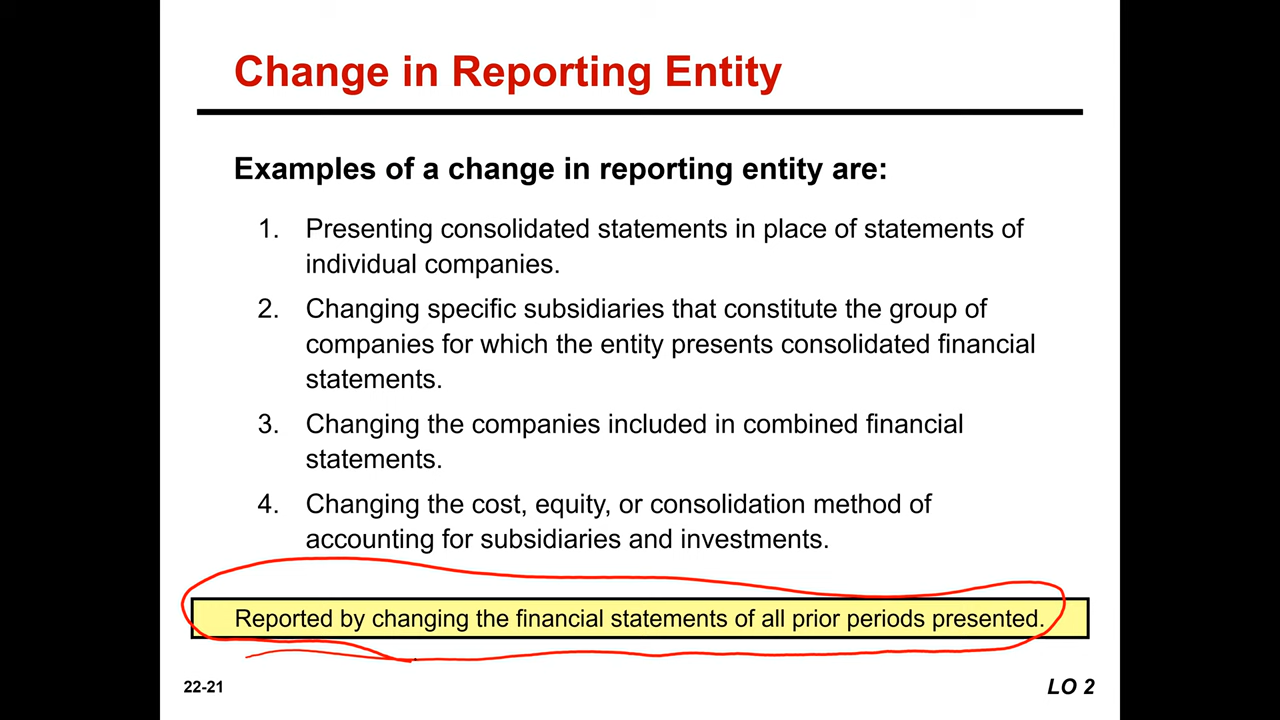 Change in Reporting Entity
Examples of a change in reporting entity are:
1. Presenting consolidated statements in place of statements of
individual companies.
2. Changing specific subsidiaries that constitute the group of
companies for which the entity presents consolidated financial
statements.
3. Changing the companies included in combined financial
statements.
4. Changing the cost, equity, or consolidation method of
accounting for subsidiaries and investments.
Reported by changing the financial statements of all prior periods presented.
22-21
LO 2